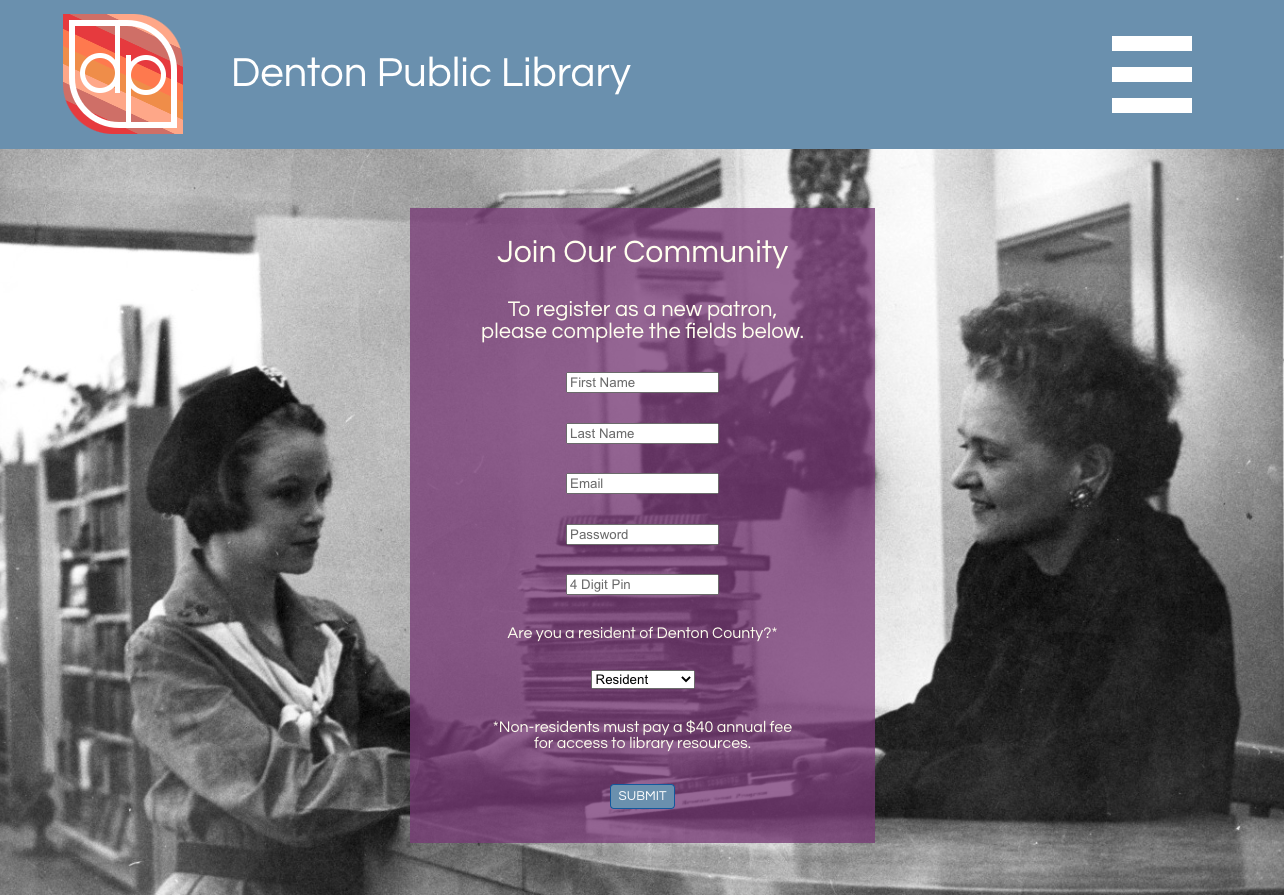 dp
Denton Public Library
Join Our Community
To register as a new patron,
please complete the fields below.
First Name
Last Name
Email
Password
4 Digit Pin
Are you a resident of Denton County?*
Resident
*Non-residents must pay a $40 annual fee
for access to library resources.
SUBMIT